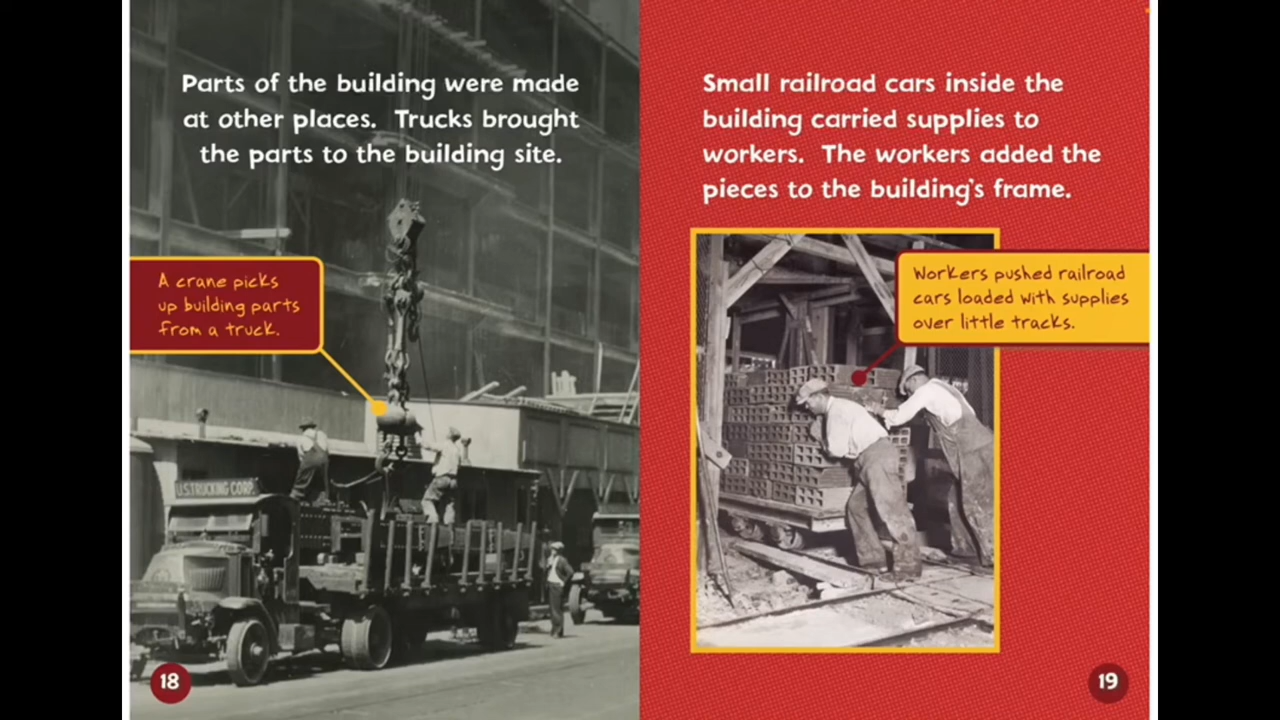 Parts of the building were made
at other places. Trucks brought
the parts to the building site.
A crane picks
up building parts
from a truck.
U.S. TRUCKING CORP.
18
Small railroad cars inside the
building carried supplies to
workers. The workers added the
pieces to the building's frame.
Workers pushed railroad
cars loaded with supplies
over little tracks.
19